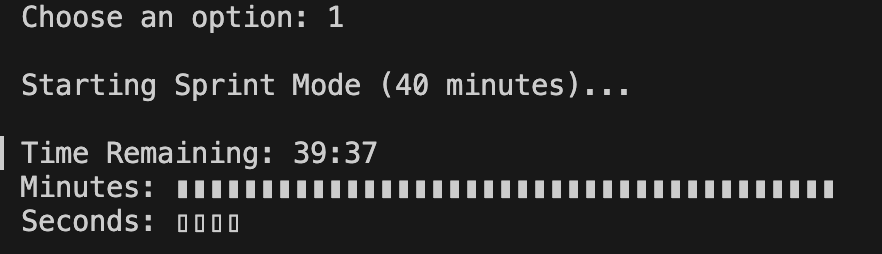 Choose an option: 1
Starting Sprint Mode (40 minutes)...
Time Remaining: 39:37
Minutes: ▮▮▮▮▮▮▮▮▮▮▮▮▮▮▮▮▮▮▮▮▮▮▮▮▮▮▮▮▮▮▮▮▮▮▮▮▮▮▮
Seconds: ▯▯▯▯